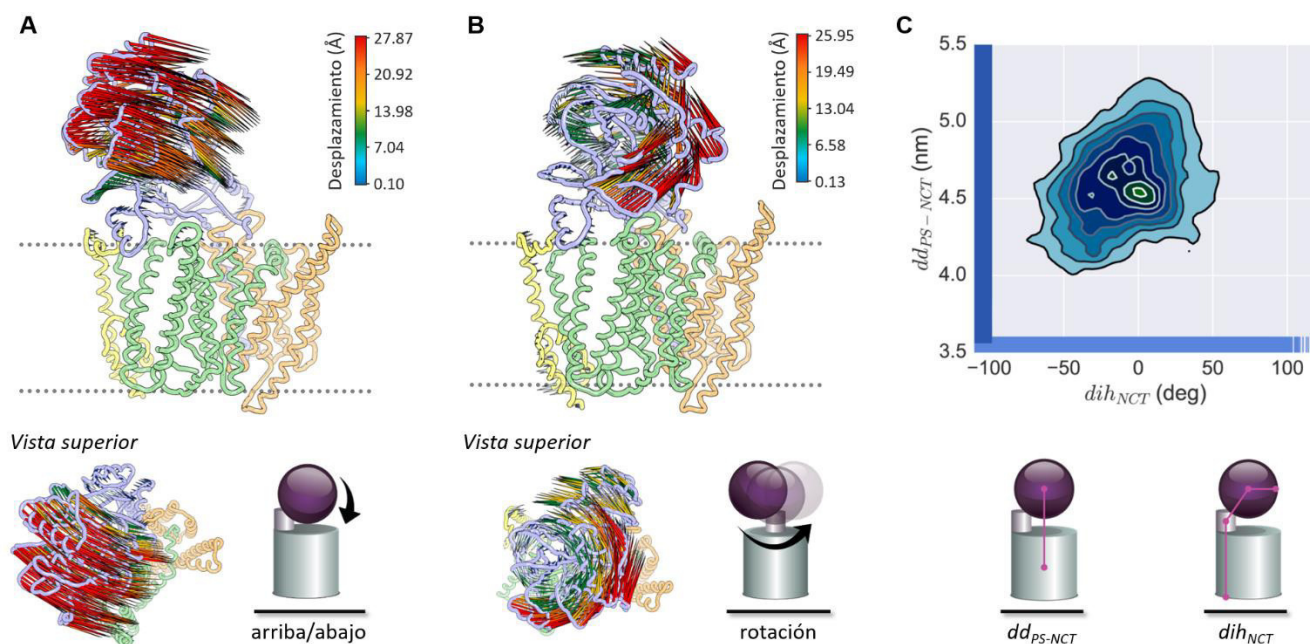 A
Desplazamiento (Å)
27.87
20.92
13.98
7.04
0.10
Vista superior
arriba/abajo
B
Desplazamiento (Å)
25.95
19.49
13.04
6.58
0.13
Vista superior
rotación
C
5.5
5.0
4.5
4.0
3.5
dd_PS-NCT (nm)
−100 −50 0 50 100
dih_NCT (deg)
dd_PS-NCT
dih_NCT